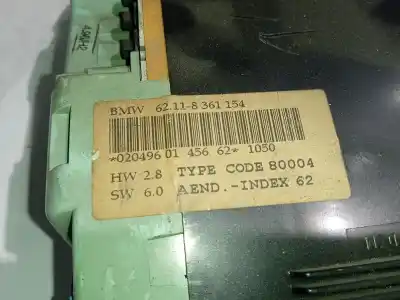 BMW 62.11-8 361 154
*020496 01 456 62* 1050
HW 2.8 TYPE CODE 80004
SW 6.0 AEND.-INDEX 62